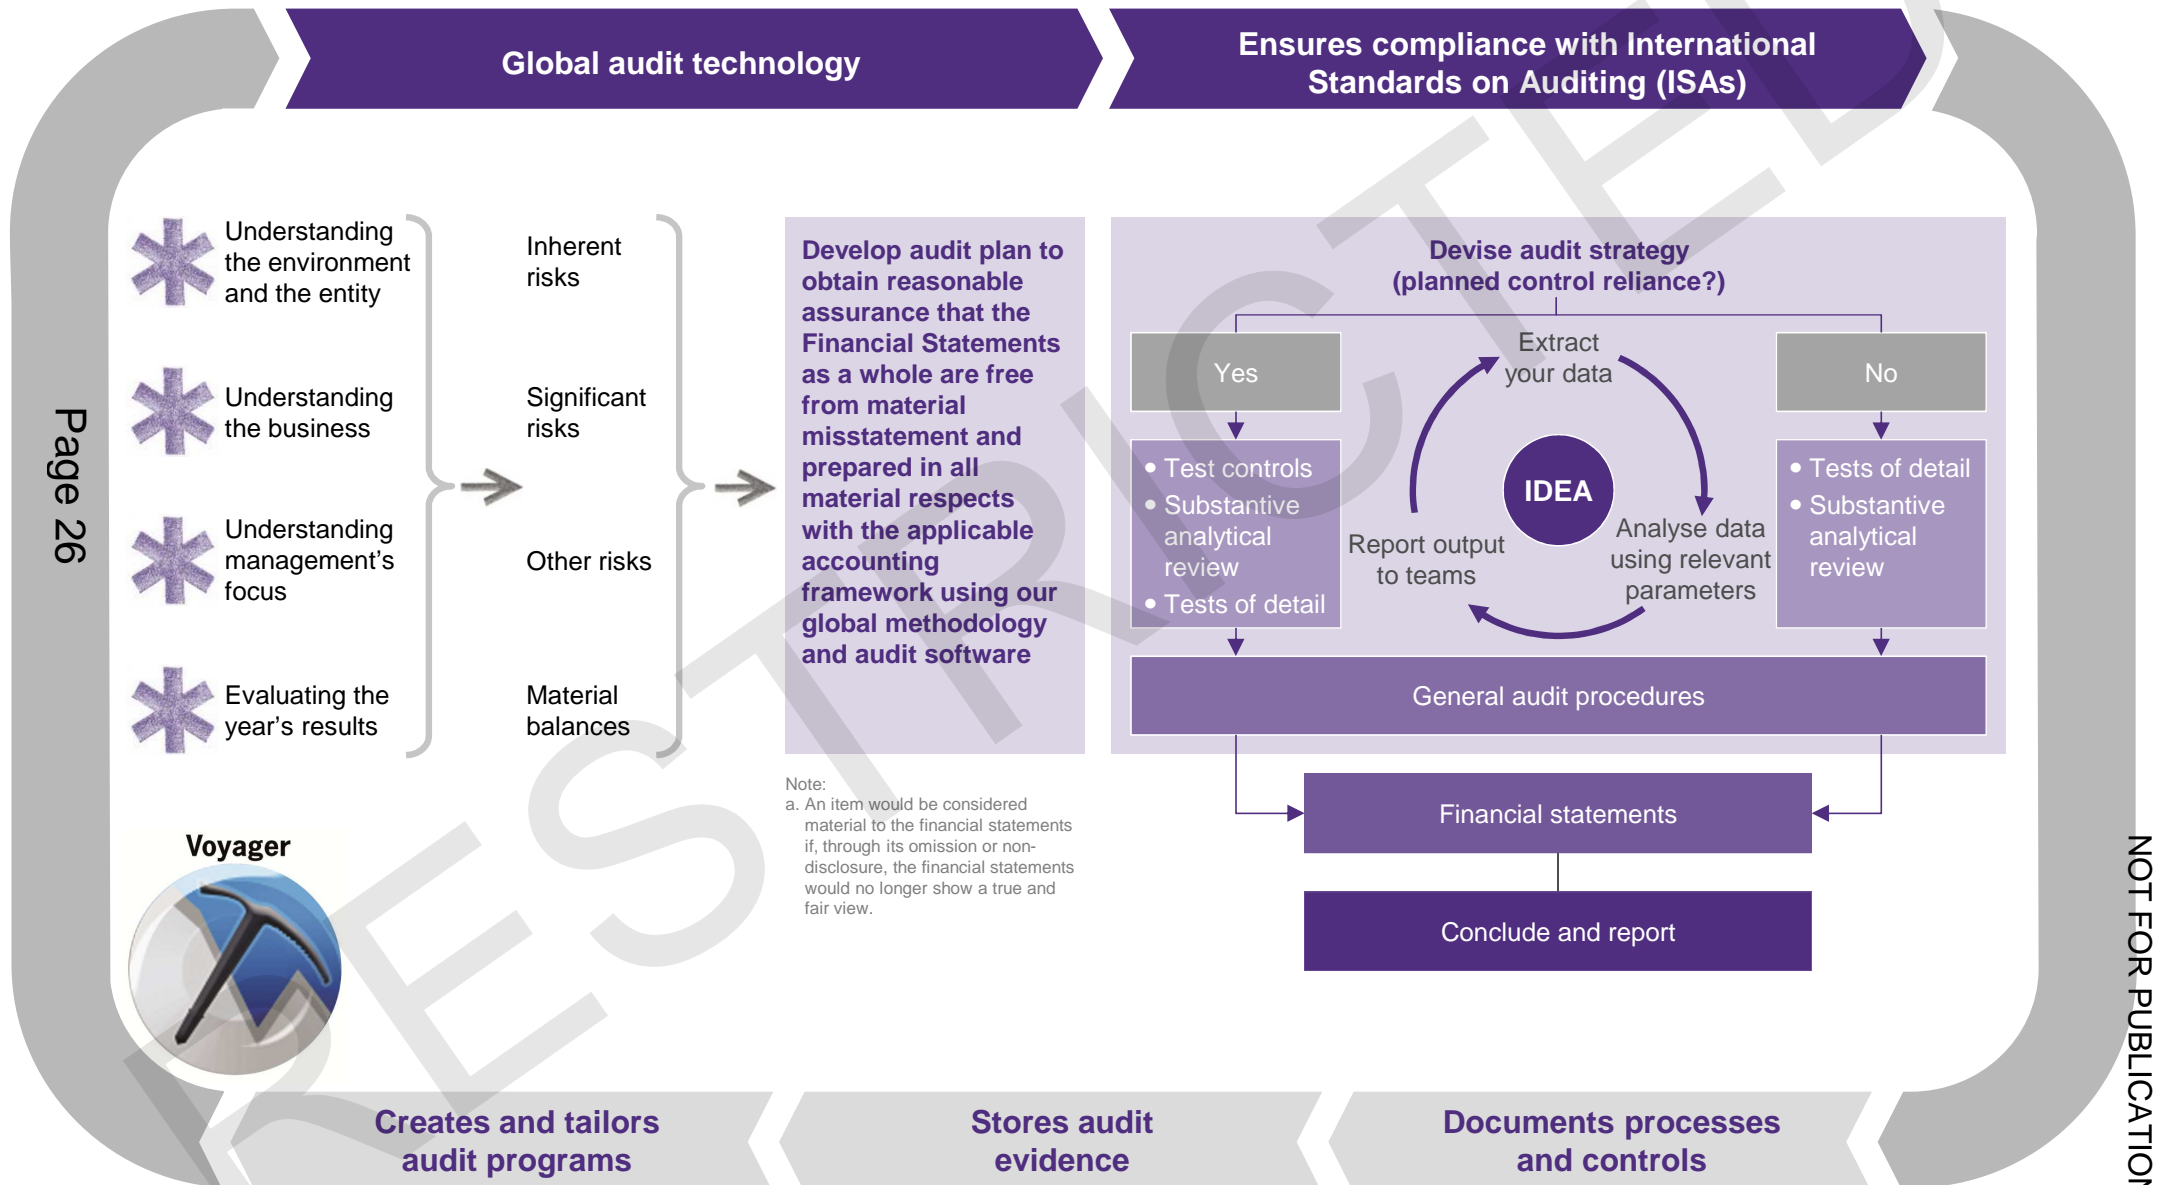 Global audit technology
Ensures compliance with International
Standards on Auditing (ISAs)
Understanding
the environment
and the entity
Understanding
the business
Understanding
management's
focus
Evaluating the
year's results
Inherent
risks
Significant
risks
Other risks
Material
balances
Develop audit plan to
obtain reasonable
assurance that the
Financial Statements
as a whole are free
from material
misstatement and
prepared in all
material respects
with the applicable
accounting
framework using our
global methodology
and audit software
Note:
a. An item would be considered
material to the financial statements
if, through its omission or non-
disclosure, the financial statements
would no longer show a true and
fair view.
Devise audit strategy
(planned control reliance?)
Yes
• Test controls
• Substantive
analytical
review
• Tests of detail
Extract
your data
IDEA
Analyse data
using relevant
parameters
Report output
to teams
No
• Tests of detail
• Substantive
analytical
review
General audit procedures
Financial statements
Conclude and report
Voyager
Creates and tailors
audit programs
Stores audit
evidence
Documents processes
and controls
Page 26
NOT FOR PUBLICATION
RESTRICTED